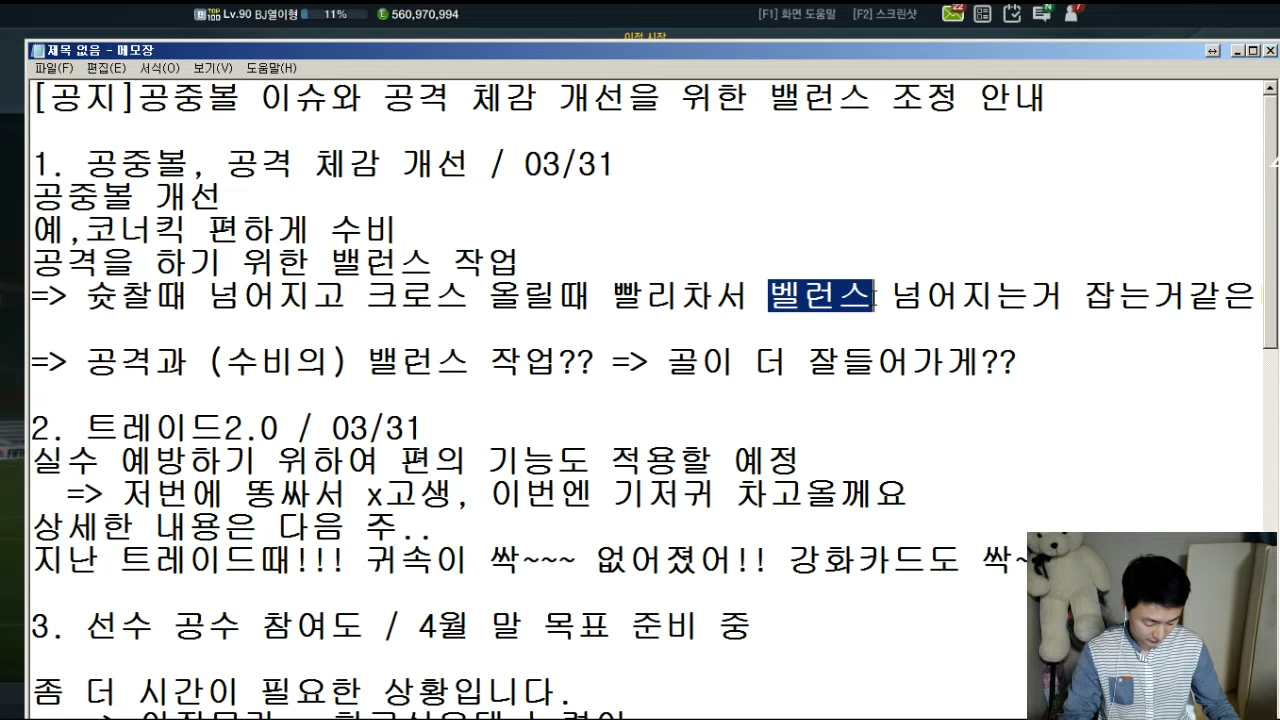 TOP 100 Lv.90 BJ열이형 11% 560,970,994 [F1] 화면 도움말 [F2] 스크린샷 22 N 7
제목 없음 - 메모장
파일(F) 편집(E) 서식(O) 보기(V) 도움말(H)
[공지]공중볼 이슈와 공격 체감 개선을 위한 밸런스 조정 안내
1. 공중볼, 공격 체감 개선 / 03/31
공중볼 개선
예,코너킥 편하게 수비
공격을 하기 위한 밸런스 작업
=> 슛찰때 넘어지고 크로스 올릴때 빨리차서 벨런스 넘어지는거 잡는거같은
=> 공격과 (수비의) 밸런스 작업?? => 골이 더 잘들어가게??
2. 트레이드2.0 / 03/31
실수 예방하기 위하여 편의 기능도 적용할 예정
=> 저번에 똥싸서 x고생, 이번엔 기저귀 차고올께요
상세한 내용은 다음 주..
지난 트레이드때!!! 귀속이 싹~~~ 없어졌어!! 강화카드도 싹~
3. 선수 공수 참여도 / 4월 말 목표 준비 중
좀 더 시간이 필요한 상황입니다.